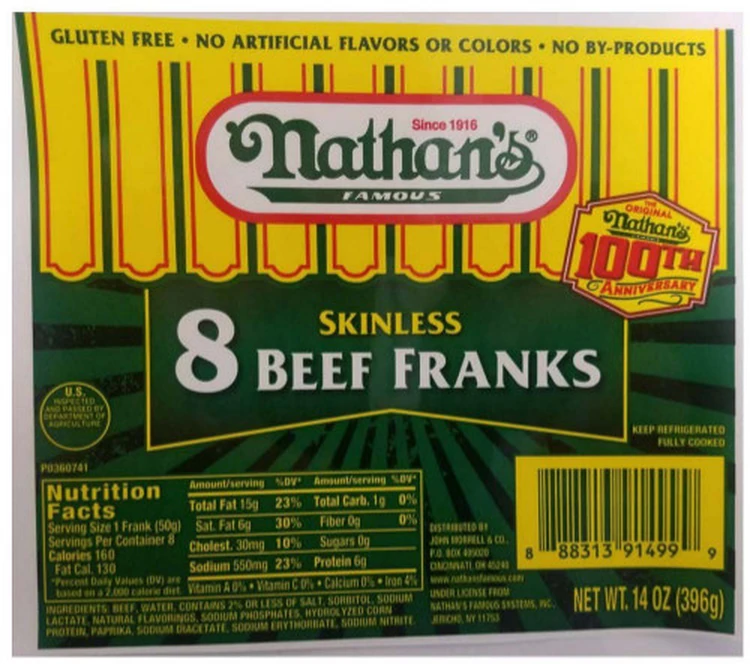 GLUTEN FREE • NO ARTIFICIAL FLAVORS OR COLORS • NO BY-PRODUCTS
Since 1916
Nathan's®
FAMOUS
THE
ORIGINAL
Nathan's
FAMOUS
100TH
ANNIVERSARY
SKINLESS
8 BEEF FRANKS
U.S.
INSPECTED
AND PASSED BY
DEPARTMENT OF
AGRICULTURE
KEEP REFRIGERATED
FULLY COOKED
P0360741
Nutrition
Facts
Serving Size 1 Frank (50g)
Servings Per Container 8
Calories 160
Fat Cal. 130
*Percent Daily Values (DV) are
based on a 2,000 calorie diet
Amount/serving %DV* Amount/serving %DV*
Total Fat 15g 23% Total Carb. 1g 0%
Sat. Fat 6g 30% Fiber 0g 0%
Cholest. 30mg 10% Sugars 0g
Sodium 550mg 23% Protein 6g
Vitamin A 0% • Vitamin C 0% • Calcium 0% • Iron 4%
INGREDIENTS: BEEF, WATER, CONTAINS 2% OR LESS OF SALT, SORBITOL, SODIUM
LACTATE, NATURAL FLAVORINGS, SODIUM PHOSPHATES, HYDROLYZED CORN
PROTEIN, PAPRIKA, SODIUM DIACETATE, SODIUM ERYTHORBATE, SODIUM NITRITE
DISTRIBUTED BY
JOHN MORRELL & CO.,
P.O. BOX 405020
CINCINNATI, OH 45240
www.nathansfamous.com
UNDER LICENSE FROM
NATHAN'S FAMOUS SYSTEMS, INC.
JERICHO, NY 11753
8 88313 91499 9
NET WT. 14 OZ (396g)